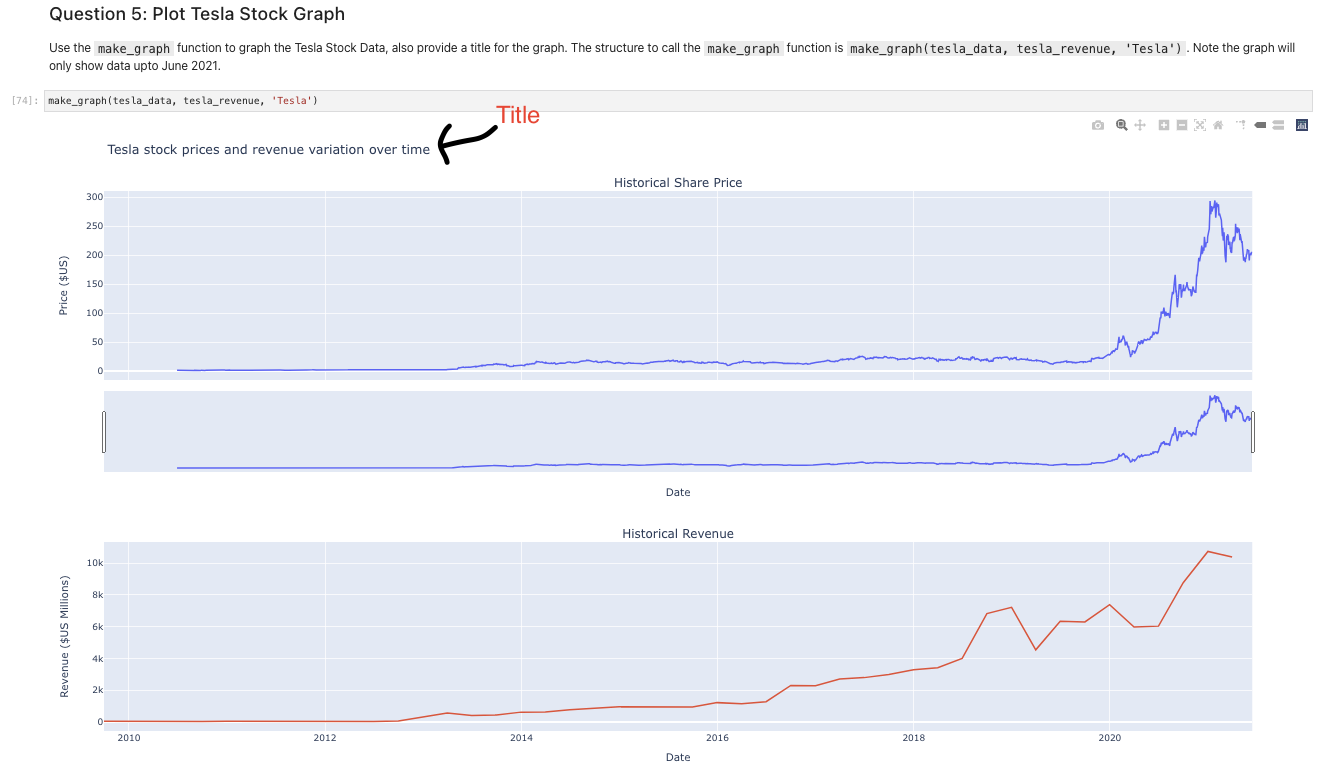 Question 5: Plot Tesla Stock Graph
Use the make_graph function to graph the Tesla Stock Data, also provide a title for the graph. The structure to call the make_graph function is make_graph(tesla_data, tesla_revenue, 'Tesla') . Note the graph will
only show data upto June 2021.
[74]: make_graph(tesla_data, tesla_revenue, 'Tesla')
Title
Tesla stock prices and revenue variation over time
Historical Share Price
300
250
200
150
100
50
0
Price ($US)
Date
Historical Revenue
10k
8k
6k
4k
2k
0
Revenue ($US Millions)
2010 2012 2014 2016 2018 2020
Date